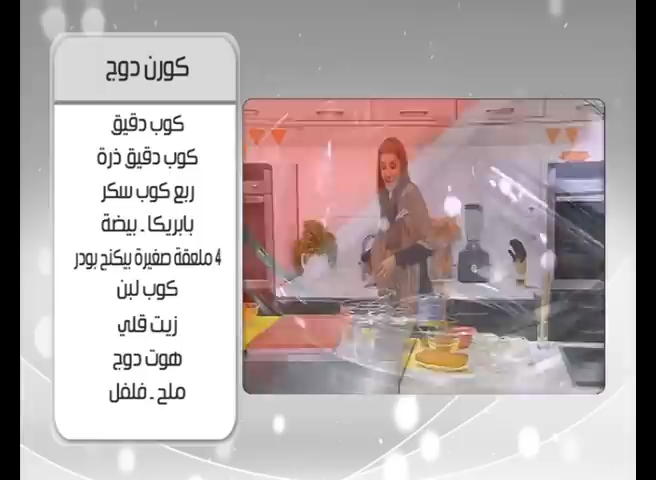 كورن دوج
كوب دقيق
كوب دقيق ذرة
ربع كوب سكر
بابريكا - بيضة
4 ملعقة صغيرة بيكنج بودر
كوب لبن
زيت قلي
هوت دوج
ملح - فلفل